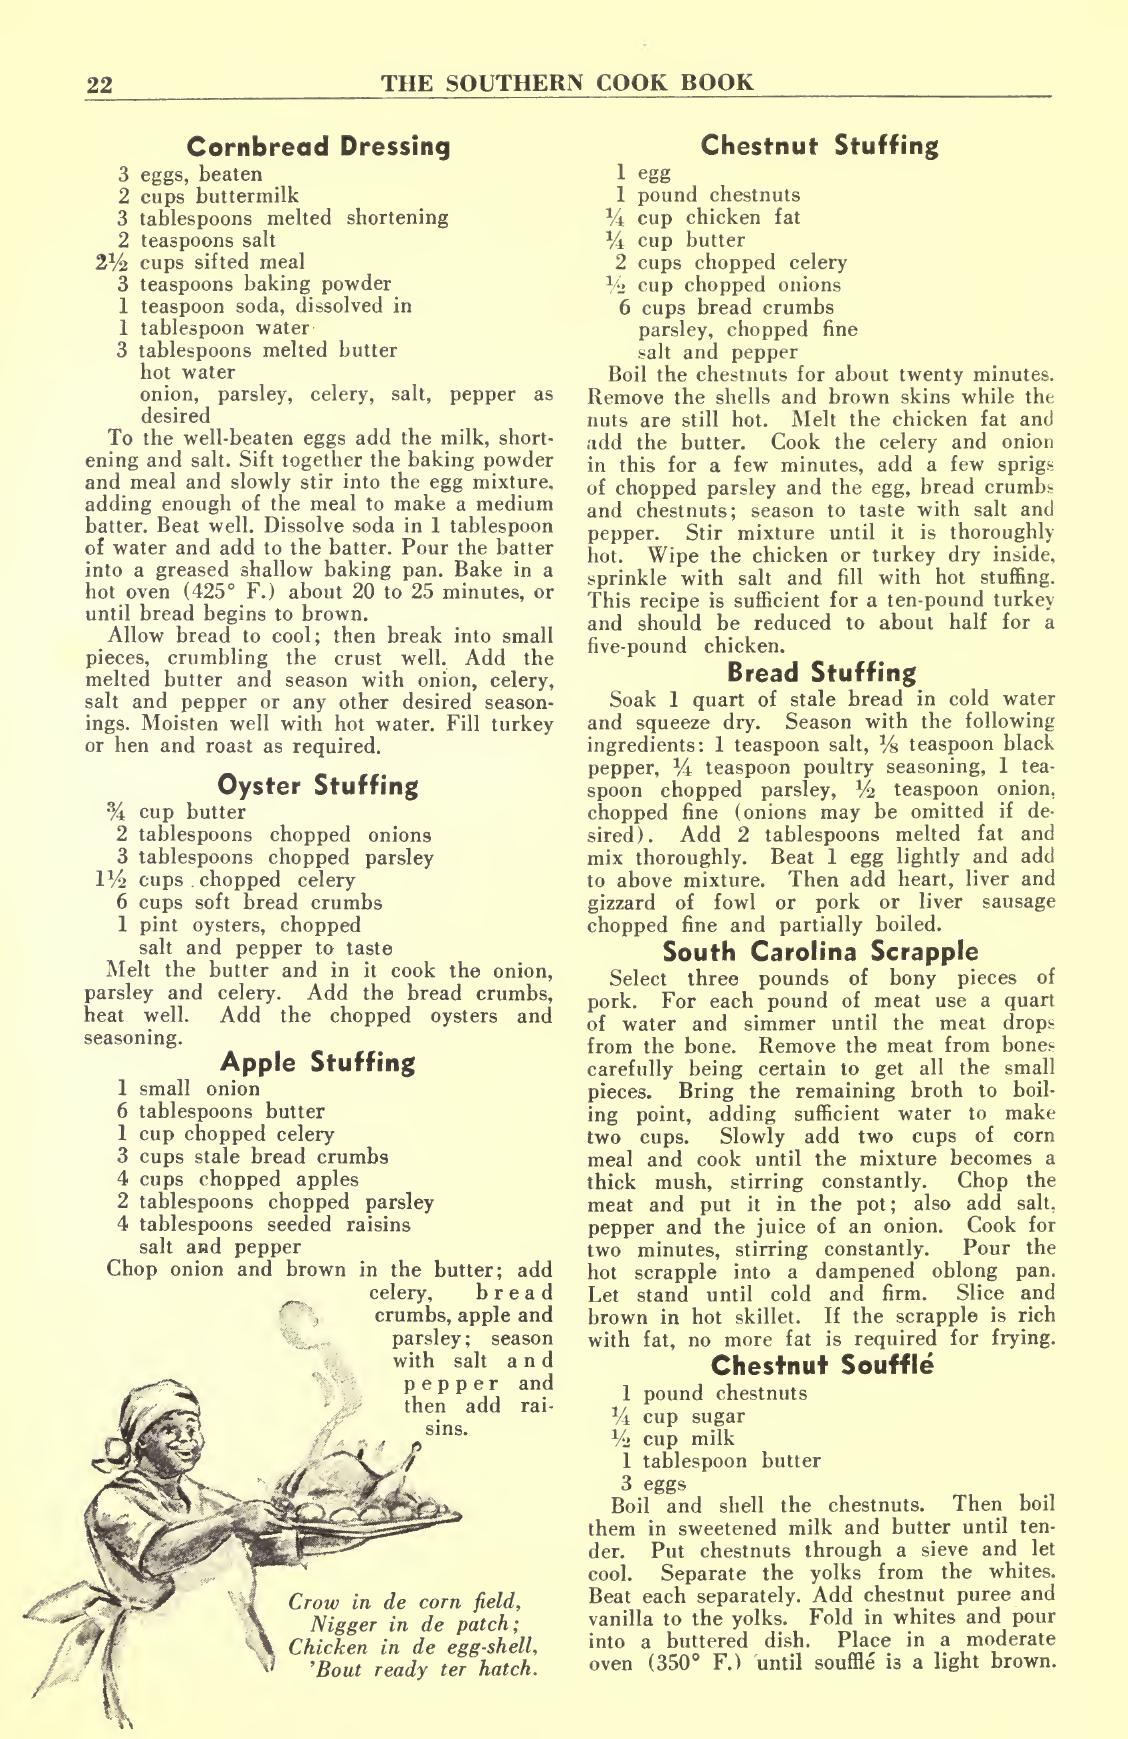 22
THE SOUTHERN COOK BOOK
Cornbread Dressing
3 eggs, beaten
2 cups buttermilk
3 tablespoons melted shortening
2 teaspoons salt
2½ cups sifted meal
3 teaspoons baking powder
1 teaspoon soda, dissolved in
1 tablespoon water
3 tablespoons melted butter
hot water
onion, parsley, celery, salt, pepper as
desired
To the well-beaten eggs add the milk, short-
ening and salt. Sift together the baking powder
and meal and slowly stir into the egg mixture,
adding enough of the meal to make a medium
batter. Beat well. Dissolve soda in 1 tablespoon
of water and add to the batter. Pour the batter
into a greased shallow baking pan. Bake in a
hot oven (425° F.) about 20 to 25 minutes, or
until bread begins to brown.
Allow bread to cool; then break into small
pieces, crumbling the crust well. Add the
melted butter and season with onion, celery,
salt and pepper or any other desired season-
ings. Moisten well with hot water. Fill turkey
or hen and roast as required.
Oyster Stuffing
¾ cup butter
2 tablespoons chopped onions
3 tablespoons chopped parsley
1½ cups chopped celery
6 cups soft bread crumbs
1 pint oysters, chopped
salt and pepper to taste
Melt the butter and in it cook the onion,
parsley and celery. Add the bread crumbs,
heat well. Add the chopped oysters and
seasoning.
Apple Stuffing
1 small onion
6 tablespoons butter
1 cup chopped celery
3 cups stale bread crumbs
4 cups chopped apples
2 tablespoons chopped parsley
4 tablespoons seeded raisins
salt and pepper
Chop onion and brown in the butter; add
celery, bread
crumbs, apple and
parsley; season
with salt and
pepper and
then add rai-
sins.
Crow in de corn field,
Nigger in de patch;
Chicken in de egg-shell,
'Bout ready ter hatch.
Chestnut Stuffing
1 egg
1 pound chestnuts
¼ cup chicken fat
¼ cup butter
2 cups chopped celery
½ cup chopped onions
6 cups bread crumbs
parsley, chopped fine
salt and pepper
Boil the chestnuts for about twenty minutes.
Remove the shells and brown skins while the
nuts are still hot. Melt the chicken fat and
add the butter. Cook the celery and onion
in this for a few minutes, add a few sprigs
of chopped parsley and the egg, bread crumbs
and chestnuts; season to taste with salt and
pepper. Stir mixture until it is thoroughly
hot. Wipe the chicken or turkey dry inside,
sprinkle with salt and fill with hot stuffing.
This recipe is sufficient for a ten-pound turkey
and should be reduced to about half for a
five-pound chicken.
Bread Stuffing
Soak 1 quart of stale bread in cold water
and squeeze dry. Season with the following
ingredients: 1 teaspoon salt, ⅛ teaspoon black
pepper, ¼ teaspoon poultry seasoning, 1 tea-
spoon chopped parsley, ½ teaspoon onion,
chopped fine (onions may be omitted if de-
sired). Add 2 tablespoons melted fat and
mix thoroughly. Beat 1 egg lightly and add
to above mixture. Then add heart, liver and
gizzard of fowl or pork or liver sausage
chopped fine and partially boiled.
South Carolina Scrapple
Select three pounds of bony pieces of
pork. For each pound of meat use a quart
of water and simmer until the meat drops
from the bone. Remove the meat from bones
carefully being certain to get all the small
pieces. Bring the remaining broth to boil-
ing point, adding sufficient water to make
two cups. Slowly add two cups of corn
meal and cook until the mixture becomes a
thick mush, stirring constantly. Chop the
meat and put it in the pot; also add salt,
pepper and the juice of an onion. Cook for
two minutes, stirring constantly. Pour the
hot scrapple into a dampened oblong pan.
Let stand until cold and firm. Slice and
brown in hot skillet. If the scrapple is rich
with fat, no more fat is required for frying.
Chestnut Soufflé
1 pound chestnuts
¼ cup sugar
½ cup milk
1 tablespoon butter
3 eggs
Boil and shell the chestnuts. Then boil
them in sweetened milk and butter until ten-
der. Put chestnuts through a sieve and let
cool. Separate the yolks from the whites.
Beat each separately. Add chestnut puree and
vanilla to the yolks. Fold in whites and pour
into a buttered dish. Place in a moderate
oven (350° F.) until soufflé is a light brown.